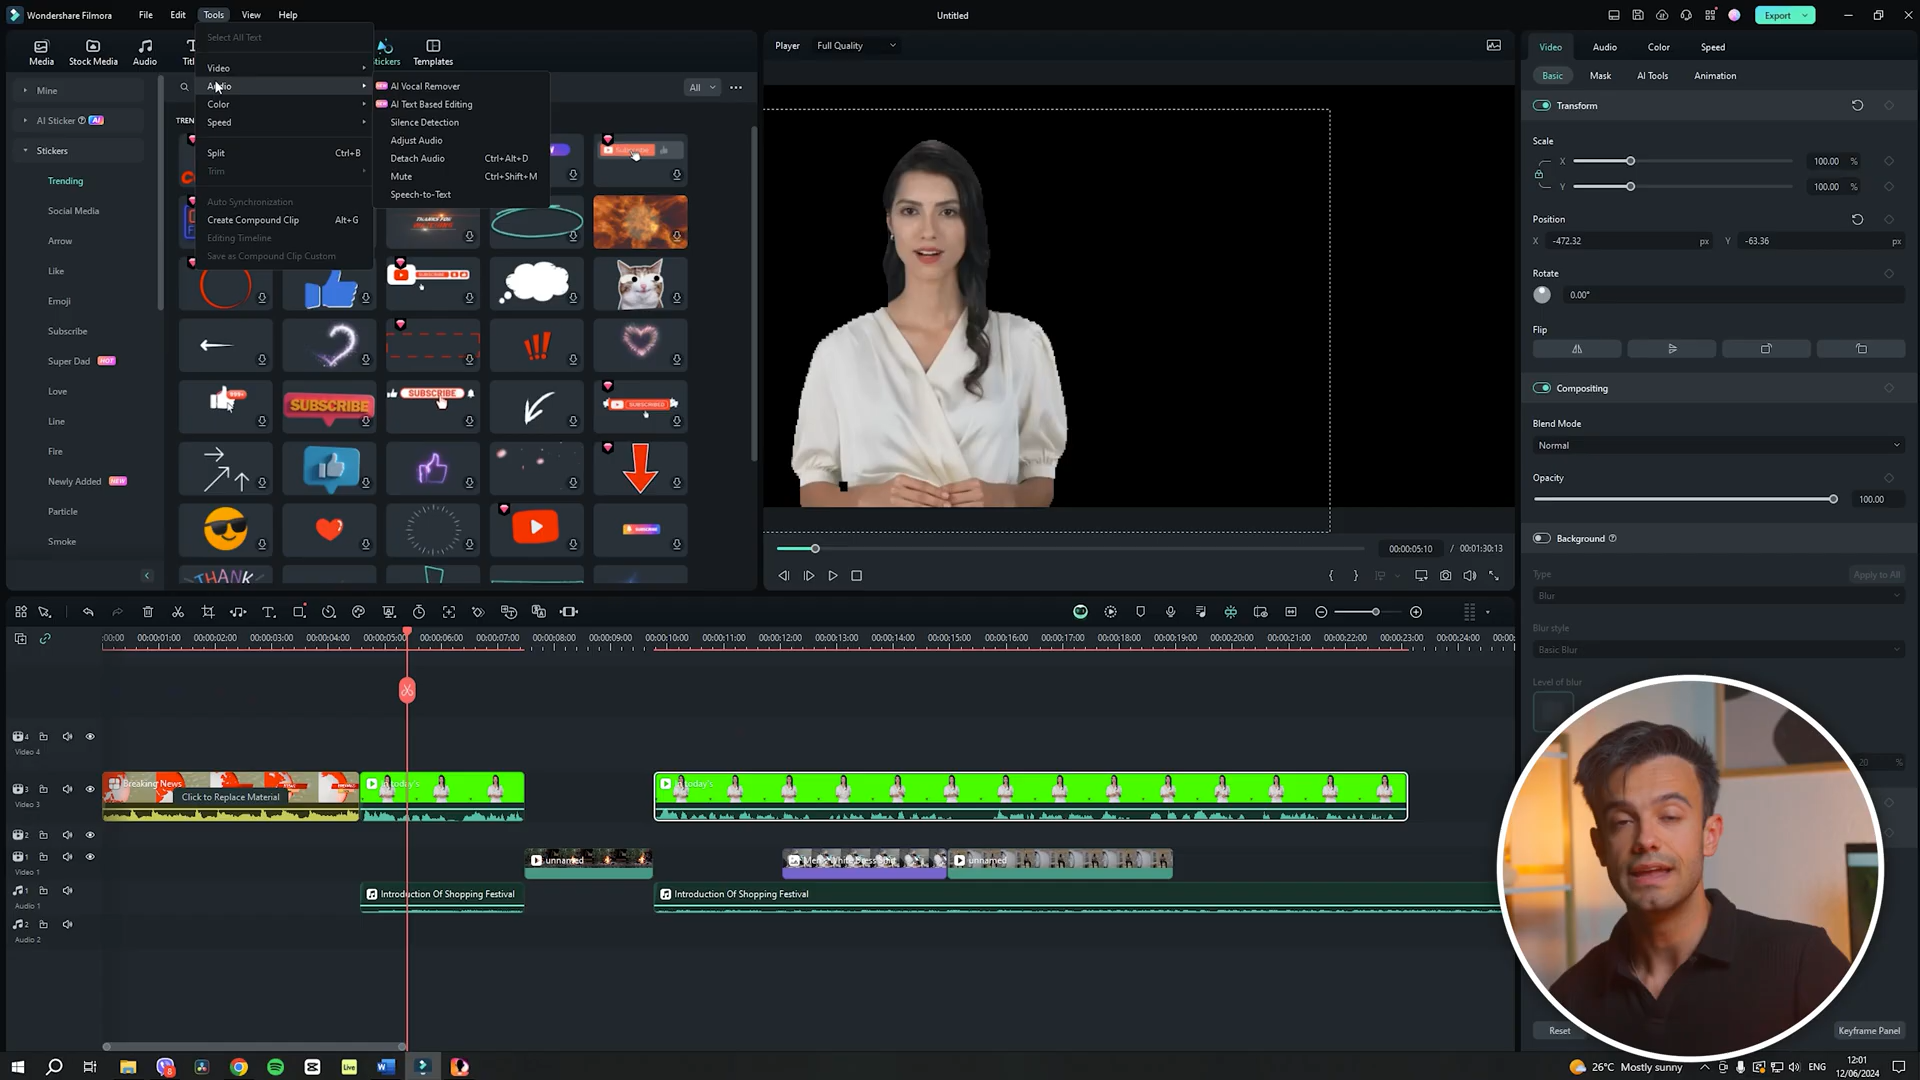 Wondershare Filmora
File Edit Tools View Help
Untitled
Export
Media
Stock Media
Audio
Stickers
Templates
Select All Text
Video
Audio
Color
Speed
Split Ctrl+B
Trim
Auto Synchronization
Create Compound Clip Alt+G
Editing Timeline
Save as Compound Clip Custom
AI Vocal Remover
AI Text Based Editing
Silence Detection
Adjust Audio
Detach Audio Ctrl+Alt+D
Mute Ctrl+Shift+M
Speech-to-Text
All
Mine
AI Sticker AI
Stickers
Trending
Social Media
Arrow
Like
Emoji
Subscribe
Super Dad HOT
Love
Line
Fire
Newly Added NEW
Particle
Smoke
SUBSCRIBE
SUBSCRIBE
SUBSCRIBED
THANK
Player Full Quality
00:00:05:10 / 00:01:30:13
Video Audio Color Speed
Basic Mask AI Tools Animation
Transform
Scale
X 100.00 %
Y 100.00 %
Position
X -472.32 px Y -63.36 px
Rotate
0.00°
Flip
Compositing
Blend Mode
Normal
Opacity
100.00
Background
Type Apply to All
Blur
Blur style
Basic Blur
Level of blur
20 %
Reset Keyframe Panel
:00:00 00:00:01:00 00:00:02:00 00:00:03:00 00:00:04:00 00:00:05:00 00:00:06:00 00:00:07:00 00:00:08:00 00:00:09:00 00:00:10:00 00:00:11:00 00:00:12:00 00:00:13:00 00:00:14:00 00:00:15:00 00:00:16:00 00:00:17:00 00:00:18:00 00:00:19:00 00:00:20:00 00:00:21:00 00:00:22:00 00:00:23:00 00:00:24:00
4
Video 4
3
Video 3
Breaking News
Click to Replace Material
today's
today's
2
1
Video 1
unnamed
unnamed
1
Audio 1
Introduction Of Shopping Festival
Introduction Of Shopping Festival
2
Audio 2
Live
26°C Mostly sunny
ENG
12:01
12/06/2024